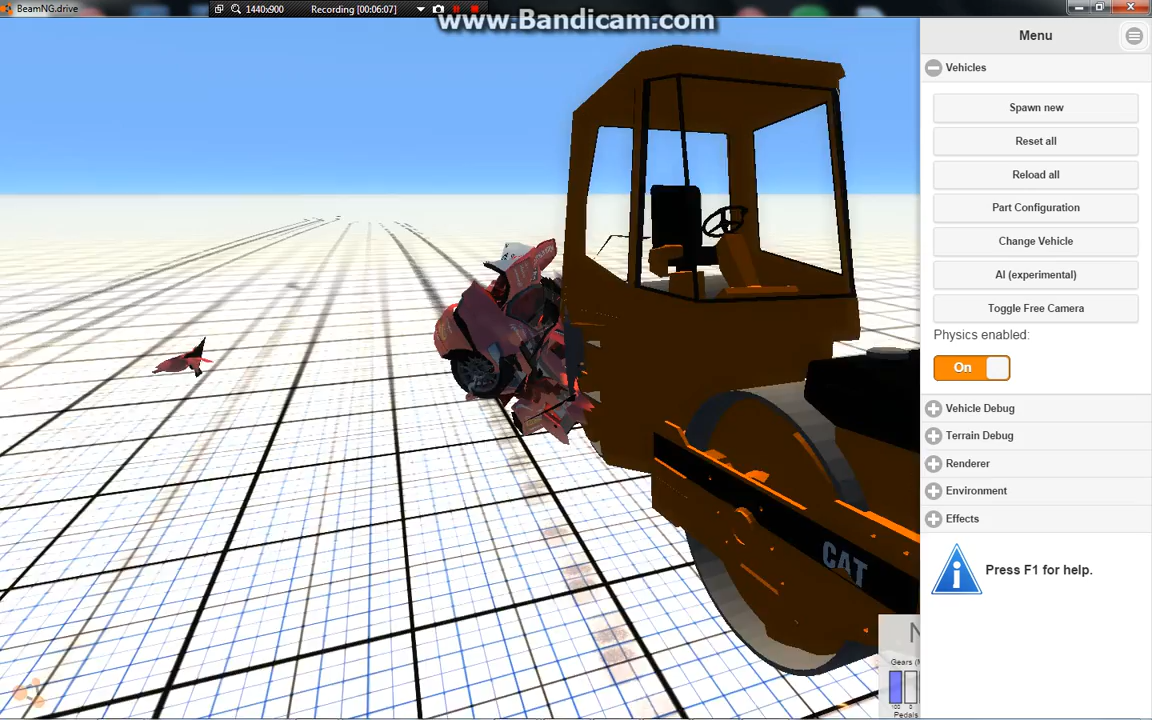 BeamNG.drive
1440x900
Recording [00:06:07]
www.Bandicam.com
Menu
Vehicles
Spawn new
Reset all
Reload all
Part Configuration
Change Vehicle
AI (experimental)
Toggle Free Camera
Physics enabled:
On
Vehicle Debug
Terrain Debug
Renderer
Environment
Effects
Press F1 for help.
CAT
N
Gears (
100
0
Pedals